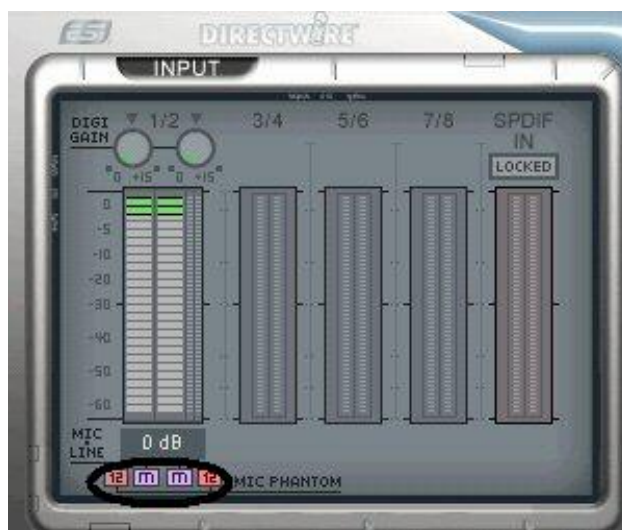 ESI DIRECTWIRE
INPUT
DIGI GAIN 1/2 3/4 5/6 7/8 SPDIF IN
0 +15 0 +15 LOCKED
0
-5
-10
-20
-30
-40
-50
-60
MIC LINE 0 dB
12 m m 12 MIC PHANTOM